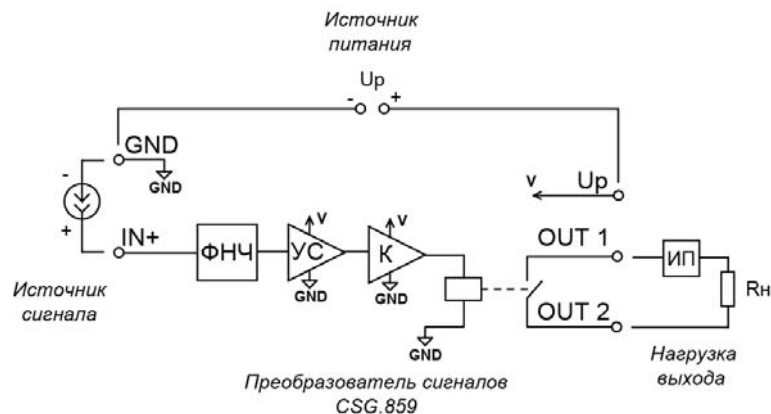 Источник
питания
Up
- +
GND
-
GND
v
Up
+
IN+
v
v
OUT 1
ФНЧ
УС
К
ИП
Rн
GND
GND
OUT 2
Источник
сигнала
GND
Нагрузка
выхода
Преобразователь сигналов
CSG.859